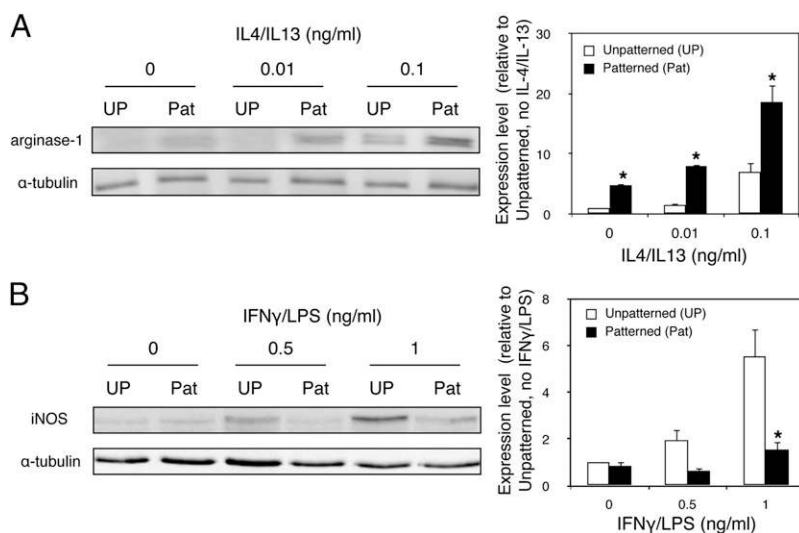 A
IL4/IL13 (ng/ml)
0 0.01 0.1
UP Pat UP Pat UP Pat
arginase-1
α-tubulin
Expression level (relative to
Unpatterned, no IL-4/IL-13)
30
20
10
0
Unpatterned (UP)
Patterned (Pat)
* * *
0 0.01 0.1
IL4/IL13 (ng/ml)
B
IFNγ/LPS (ng/ml)
0 0.5 1
UP Pat UP Pat UP Pat
iNOS
α-tubulin
Expression level (relative to
Unpatterned, no IFNγ/LPS)
8
6
4
2
0
Unpatterned (UP)
Patterned (Pat)
*
0 0.5 1
IFNγ/LPS (ng/ml)